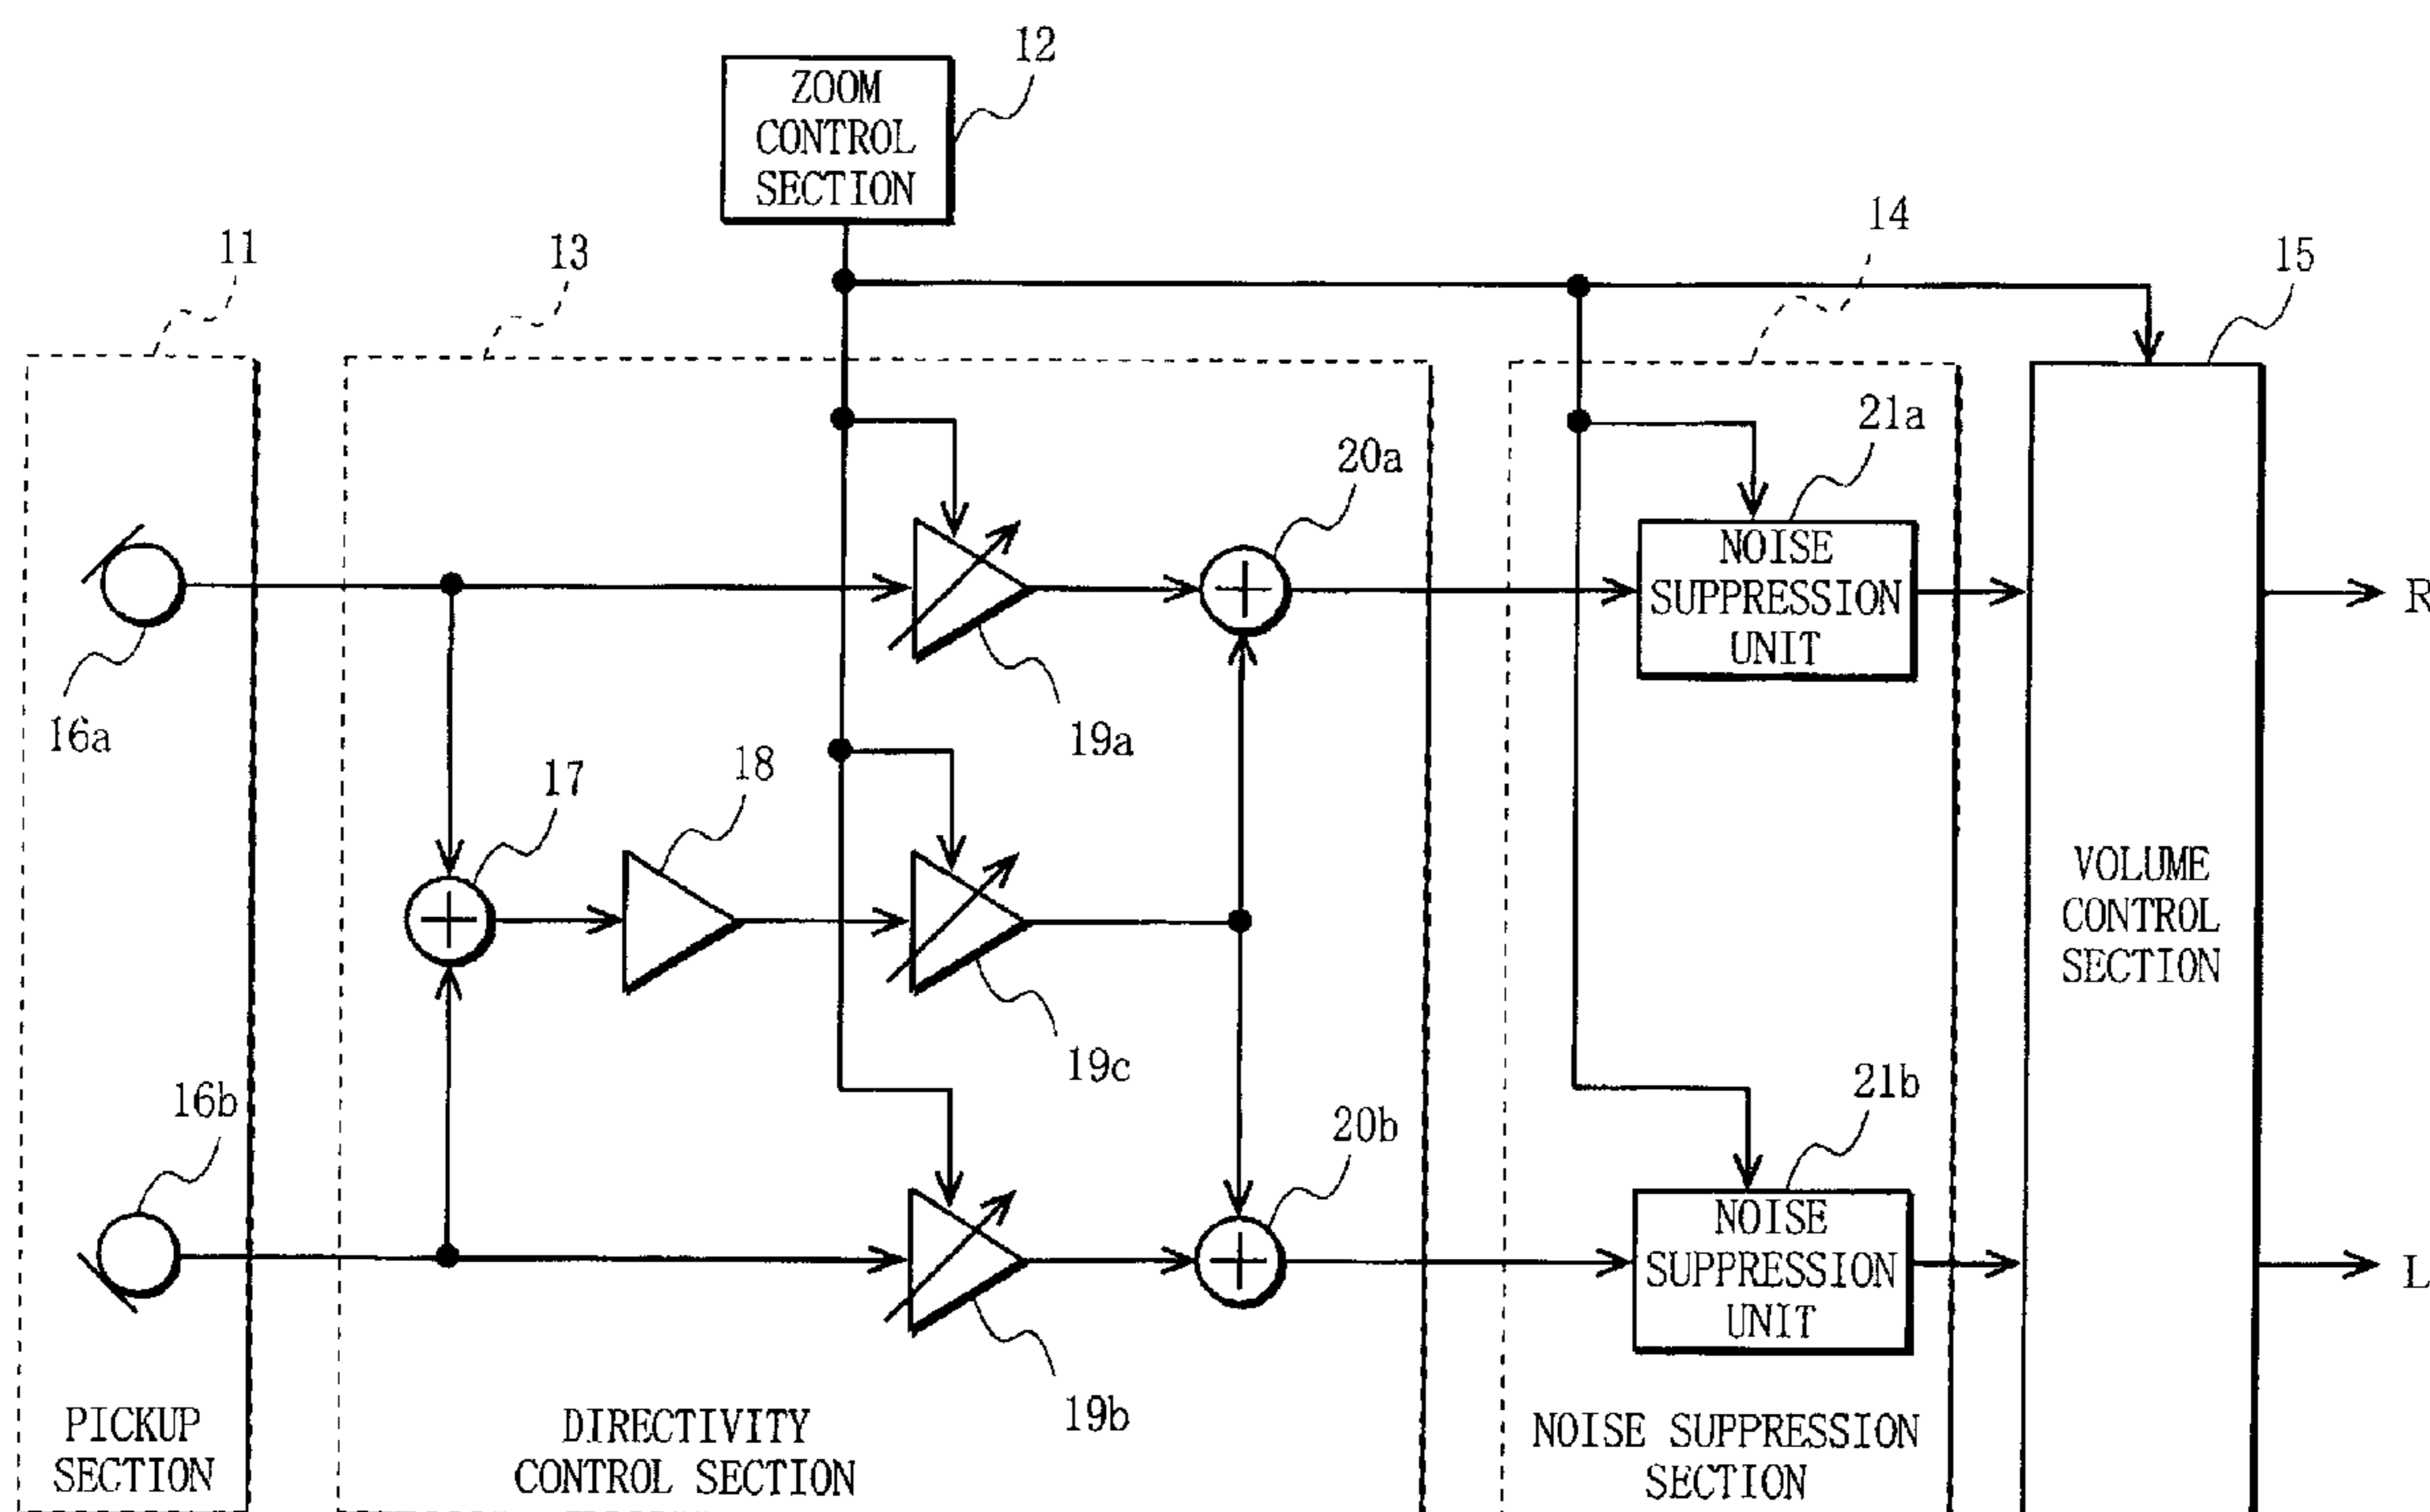 12
ZOOM
CONTROL
SECTION
11
13
14
15
21a
20a
NOISE
SUPPRESSION
UNIT
R
16a
19a
17
18
VOLUME
CONTROL
SECTION
19c
16b
21b
20b
NOISE
SUPPRESSION
UNIT
L
19b
PICKUP
SECTION
DIRECTIVITY
CONTROL SECTION
NOISE SUPPRESSION
SECTION